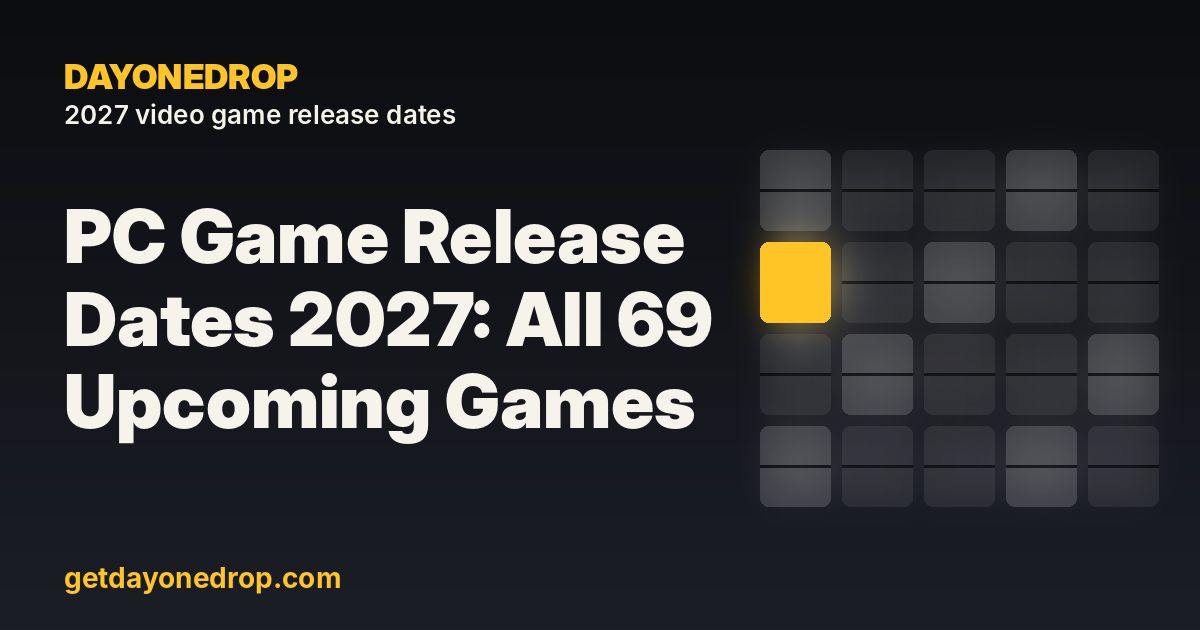 DAYONEDROP
2027 video game release dates
PC Game Release
Dates 2027: All 69
Upcoming Games
getdayonedrop.com